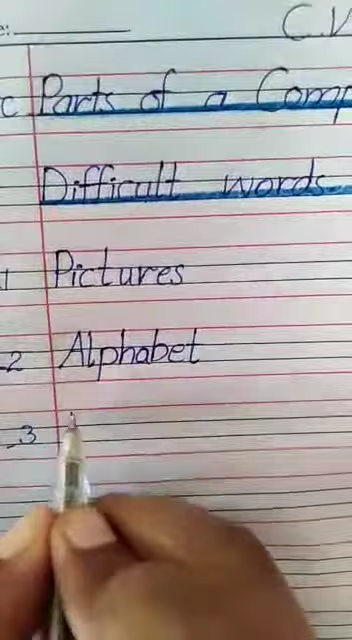 C.W
Parts of a Comp
Difficult words.
1 Pictures
2 Alphabet
3